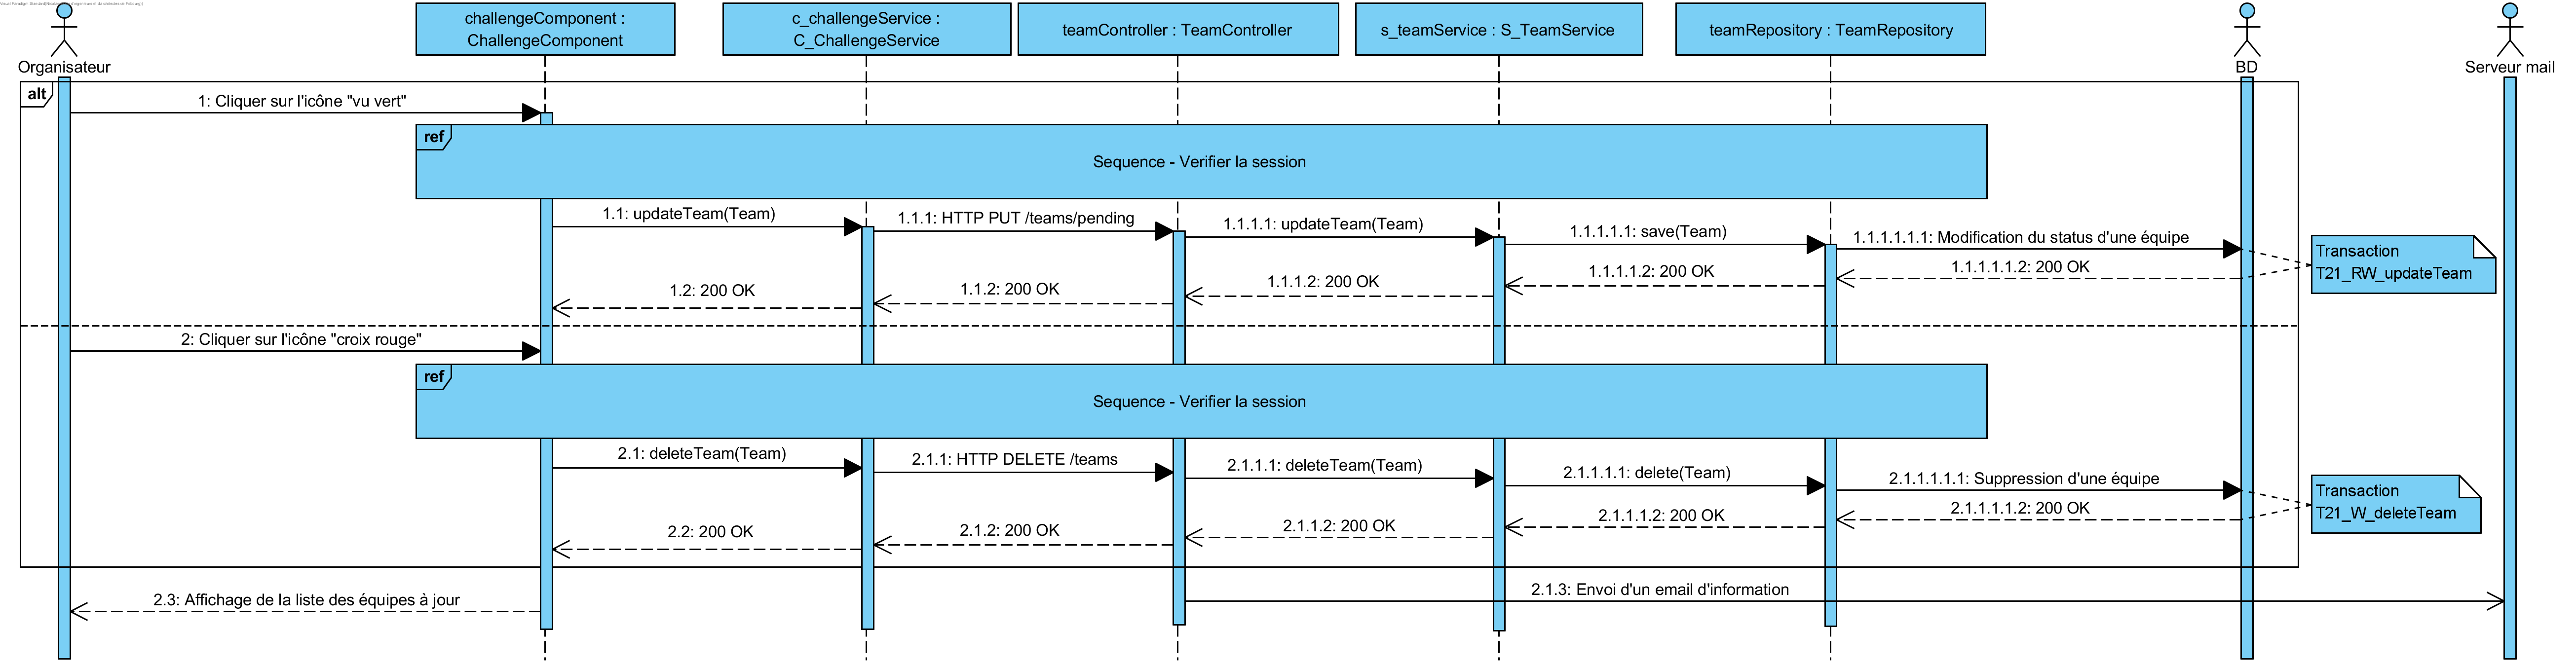 challengeComponent :
ChallengeComponent
c_challengeService :
C_ChallengeService
teamController : TeamController
s_teamService : S_TeamService
teamRepository : TeamRepository
Organisateur
BD
Serveur mail
alt
1: Cliquer sur l'icône "vu vert"
ref
Sequence - Verifier la session
1.1: updateTeam(Team)
1.1.1: HTTP PUT /teams/pending
1.1.1.1: updateTeam(Team)
1.1.1.1.1: save(Team)
1.1.1.1.1.1: Modification du status d'une équipe
Transaction
T21_RW_updateTeam
1.1.1.1.1.2: 200 OK
1.1.1.1.2: 200 OK
1.1.1.2: 200 OK
1.1.2: 200 OK
1.2: 200 OK
2: Cliquer sur l'icône "croix rouge"
ref
Sequence - Verifier la session
2.1: deleteTeam(Team)
2.1.1: HTTP DELETE /teams
2.1.1.1: deleteTeam(Team)
2.1.1.1.1: delete(Team)
2.1.1.1.1.1: Suppression d'une équipe
Transaction
T21_W_deleteTeam
2.1.1.1.1.2: 200 OK
2.1.1.1.2: 200 OK
2.1.1.2: 200 OK
2.1.2: 200 OK
2.2: 200 OK
2.1.3: Envoi d'un email d'information
2.3: Affichage de la liste des équipes à jour